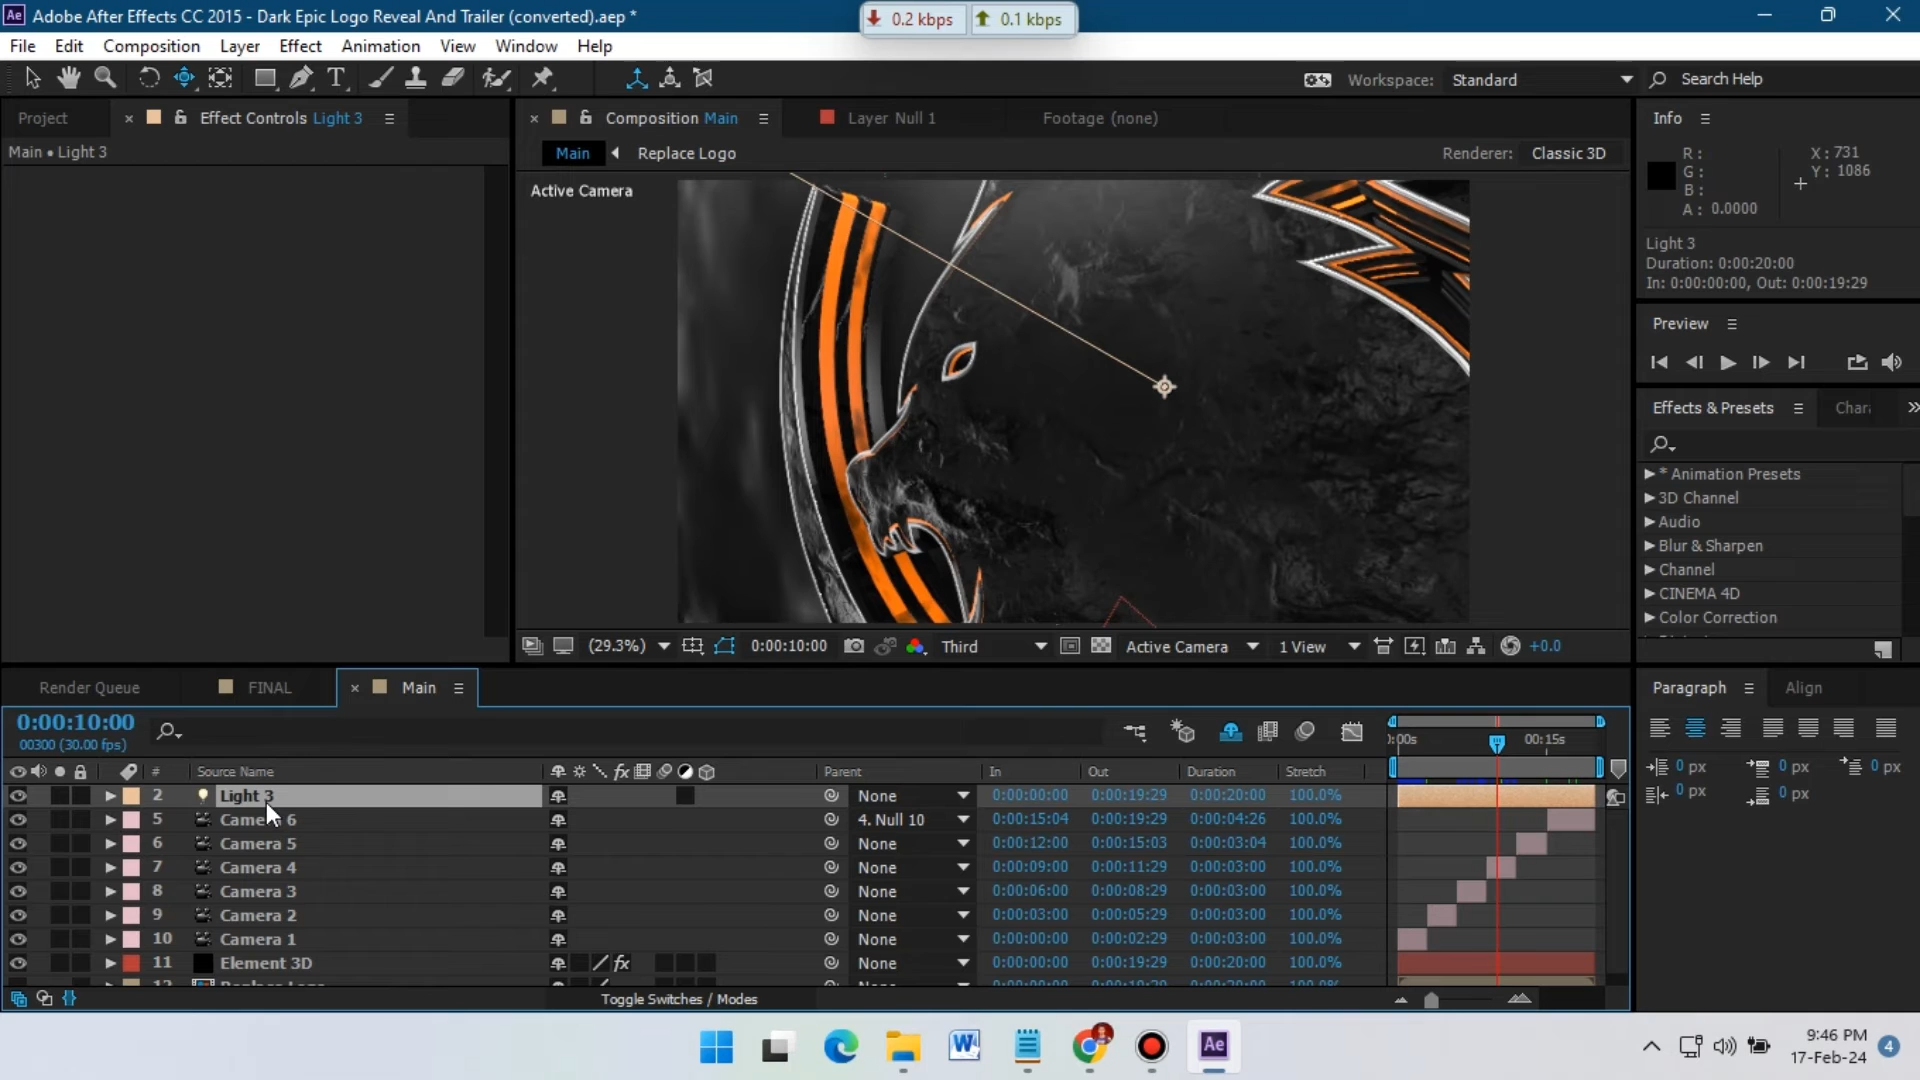 Adobe After Effects CC 2015 - Dark Epic Logo Reveal And Trailer (converted).aep *
0.2 kbps
0.1 kbps
File Edit Composition Layer Effect Animation View Window Help
Workspace: Standard
Search Help
Project
Effect Controls Light 3
Composition Main
Layer Null 1
Footage (none)
Info
Main • Light 3
Main
Replace Logo
Renderer: Classic 3D
R:
G:
B:
A: 0.0000
X: 731
Y: 1086
Active Camera
Light 3
Duration: 0:00:20:00
In: 0:00:00:00, Out: 0:00:19:29
Preview
Effects & Presets
* Animation Presets
3D Channel
Audio
Blur & Sharpen
Channel
CINEMA 4D
Color Correction
(29.3%) 0:00:10:00 Third Active Camera 1 View +0.0
Render Queue
FINAL
Main
Paragraph
Align
0:00:10:00
00300 (30.00 fps)
00:15s
# Source Name Parent In Out Duration Stretch
2 Light 3 None 0:00:00:00 0:00:19:29 0:00:20:00 100.0%
5 Camera 6 4. Null 10 0:00:15:04 0:00:19:29 0:00:04:26 100.0%
6 Camera 5 None 0:00:12:00 0:00:15:03 0:00:03:04 100.0%
7 Camera 4 None 0:00:09:00 0:00:11:29 0:00:03:00 100.0%
8 Camera 3 None 0:00:06:00 0:00:08:29 0:00:03:00 100.0%
9 Camera 2 None 0:00:03:00 0:00:05:29 0:00:03:00 100.0%
10 Camera 1 None 0:00:00:00 0:00:02:29 0:00:03:00 100.0%
11 Element 3D None 0:00:00:00 0:00:19:29 0:00:20:00 100.0%
0 px 0 px 0 px
0 px 0 px
Toggle Switches / Modes
9:46 PM
17-Feb-24
4